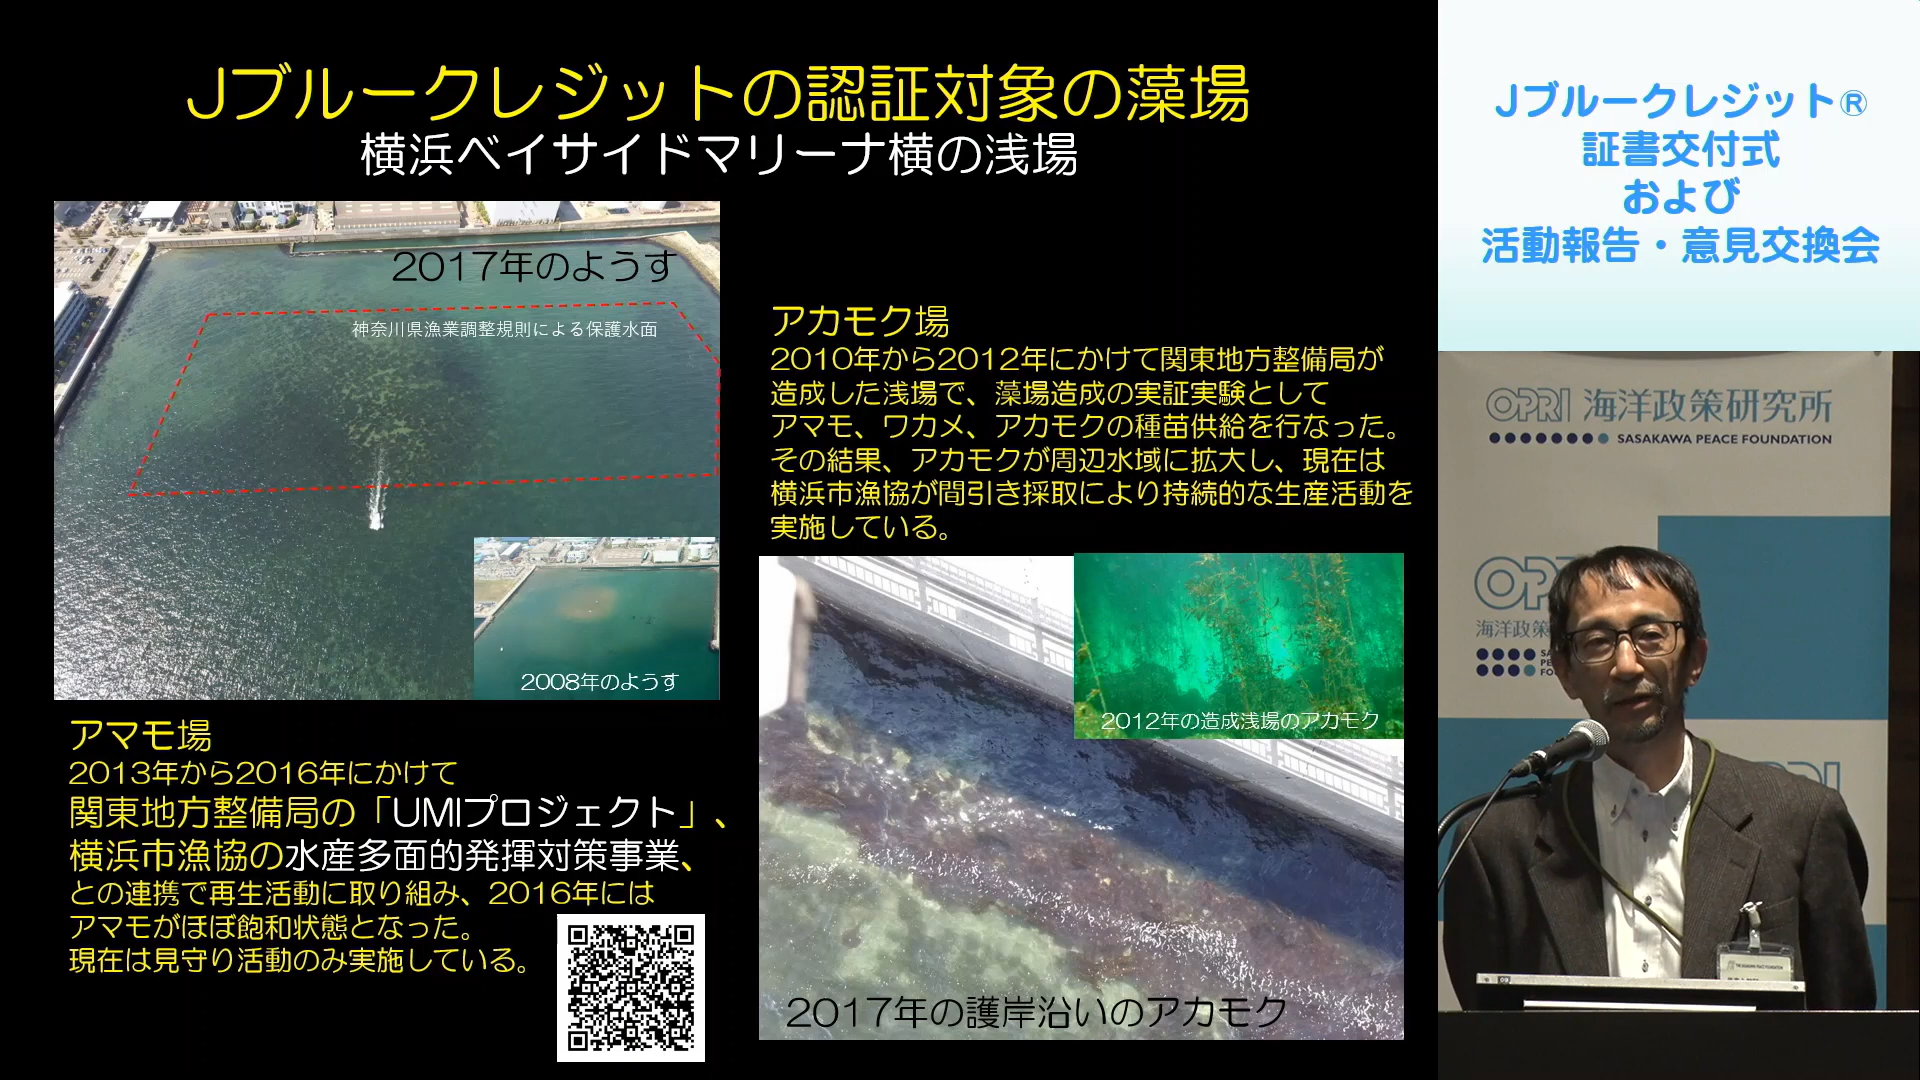 Jブルークレジットの認証対象の藻場
横浜ベイサイドマリーナ横の浅場
2017年のようす
神奈川県漁業調整規則による保護水面
2008年のようす
アマモ場
2013年から2016年にかけて
関東地方整備局の「UMIプロジェクト」、
横浜市漁協の水産多面的発揮対策事業、
との連携で再生活動に取り組み、2016年には
アマモがほぼ飽和状態となった。
現在は見守り活動のみ実施している。
アカモク場
2010年から2012年にかけて関東地方整備局が
造成した浅場で、藻場造成の実証実験として
アマモ、ワカメ、アカモクの種苗供給を行なった。
その結果、アカモクが周辺水域に拡大し、現在は
横浜市漁協が間引き採取により持続的な生産活動を
実施している。
2012年の造成浅場のアカモク
2017年の護岸沿いのアカモク
Jブルークレジット®
証書交付式
および
活動報告・意見交換会
OPRI 海洋政策研究所
SASAKAWA PEACE FOUNDATION
OP
海洋政策
SA
PE
FO